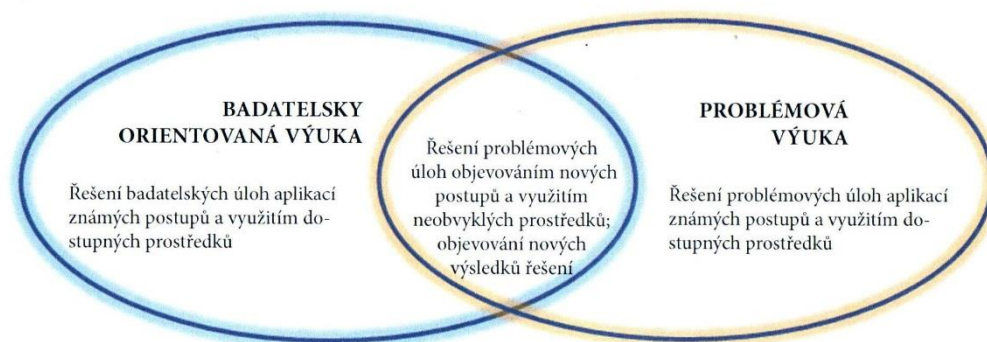 BADATELSKY
ORIENTOVANÁ VÝUKA
Řešení badatelských úloh aplikací
známých postupů a využitím do-
stupných prostředků
Řešení problémových
úloh objevováním nových
postupů a využitím
neobvyklých prostředků;
objevování nových
výsledků řešení
PROBLÉMOVÁ
VÝUKA
Řešení problémových úloh aplikací
známých postupů a využitím do-
stupných prostředků